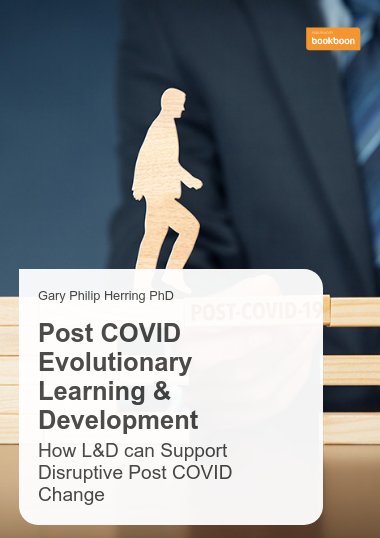 bookboon
Gary Philip Herring PhD
POST-COVID-19
Post COVID
Evolutionary
Learning &
Development
How L&D can Support
Disruptive Post COVID
Change